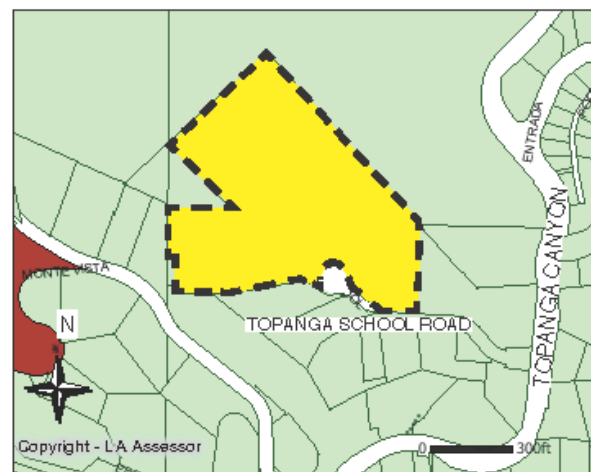 ENTRADA
TOPANGA CANYON
MONTE VISTA
N
TOPANGA SCHOOL ROAD
Copyright - LA Assessor
0 300ft